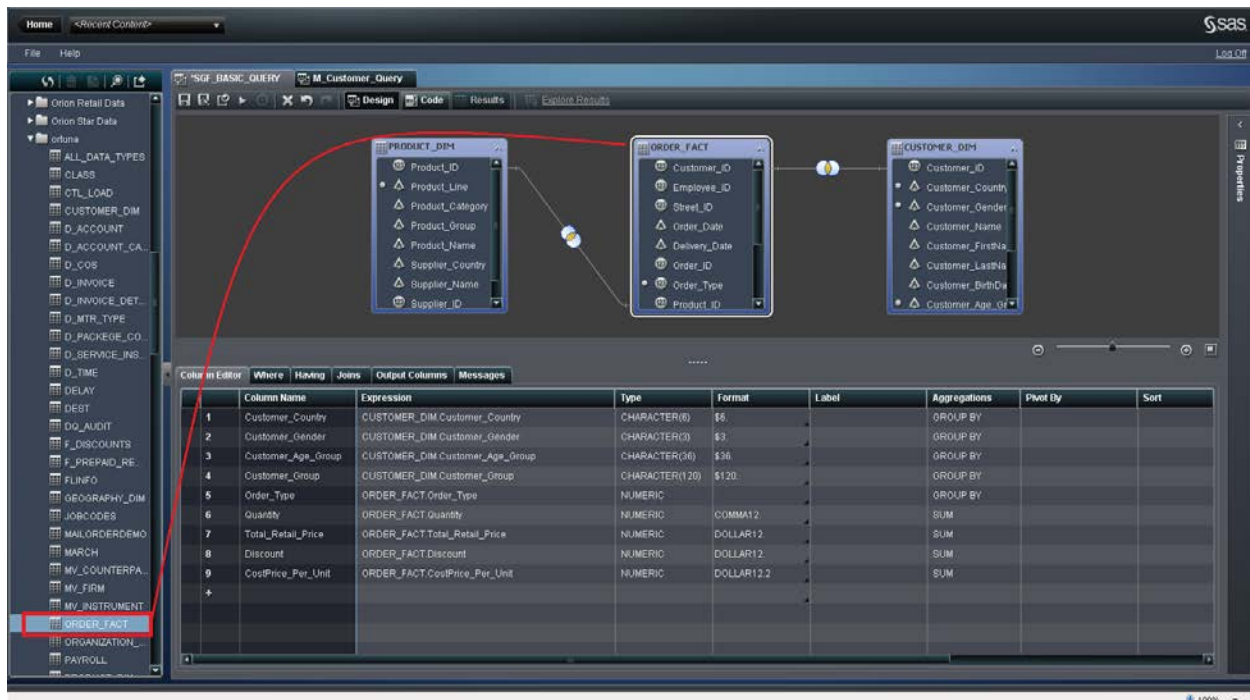 Home <Recent Content>
sas
File Help
Log Off
*SGF_BASIC_QUERY M_Customer_Query
Design Code Results Explore Results
Orion Retail Data
Orion Star Data
ortuna
ALL_DATA_TYPES
CLASS
CTL_LOAD
CUSTOMER_DIM
D_ACCOUNT
D_ACCOUNT_CA...
D_COS
D_INVOICE
D_INVOICE_DET...
D_MTR_TYPE
D_PACKEGE_CO...
D_SERVICE_INS...
D_TIME
DELAY
DEST
DQ_AUDIT
F_DISCOUNTS
F_PREPAID_RE...
FLINFO
GEOGRAPHY_DIM
JOBCODES
MAILORDERDEMO
MARCH
MV_COUNTERPA...
MV_FIRM
MV_INSTRUMENT
ORDER_FACT
ORGANIZATION_...
PAYROLL
PRODUCT_DIM
Product_ID
Product_Line
Product_Category
Product_Group
Product_Name
Supplier_Country
Supplier_Name
Supplier_ID
ORDER_FACT
Customer_ID
Employee_ID
Street_ID
Order_Date
Delivery_Date
Order_ID
Order_Type
Product_ID
CUSTOMER_DIM
Customer_ID
Customer_Country
Customer_Gender
Customer_Name
Customer_FirstNa
Customer_LastNa
Customer_BirthDa
Customer_Age_Gr
Properties
Column Editor Where Having Joins Output Columns Messages
Column Name Expression Type Format Label Aggregations Pivot By Sort
1 Customer_Country CUSTOMER_DIM.Customer_Country CHARACTER(6) $6. GROUP BY
2 Customer_Gender CUSTOMER_DIM.Customer_Gender CHARACTER(3) $3. GROUP BY
3 Customer_Age_Group CUSTOMER_DIM.Customer_Age_Group CHARACTER(36) $36. GROUP BY
4 Customer_Group CUSTOMER_DIM.Customer_Group CHARACTER(120) $120. GROUP BY
5 Order_Type ORDER_FACT.Order_Type NUMERIC GROUP BY
6 Quantity ORDER_FACT.Quantity NUMERIC COMMA12. SUM
7 Total_Retail_Price ORDER_FACT.Total_Retail_Price NUMERIC DOLLAR12. SUM
8 Discount ORDER_FACT.Discount NUMERIC DOLLAR12. SUM
9 CostPrice_Per_Unit ORDER_FACT.CostPrice_Per_Unit NUMERIC DOLLAR12.2 SUM
+